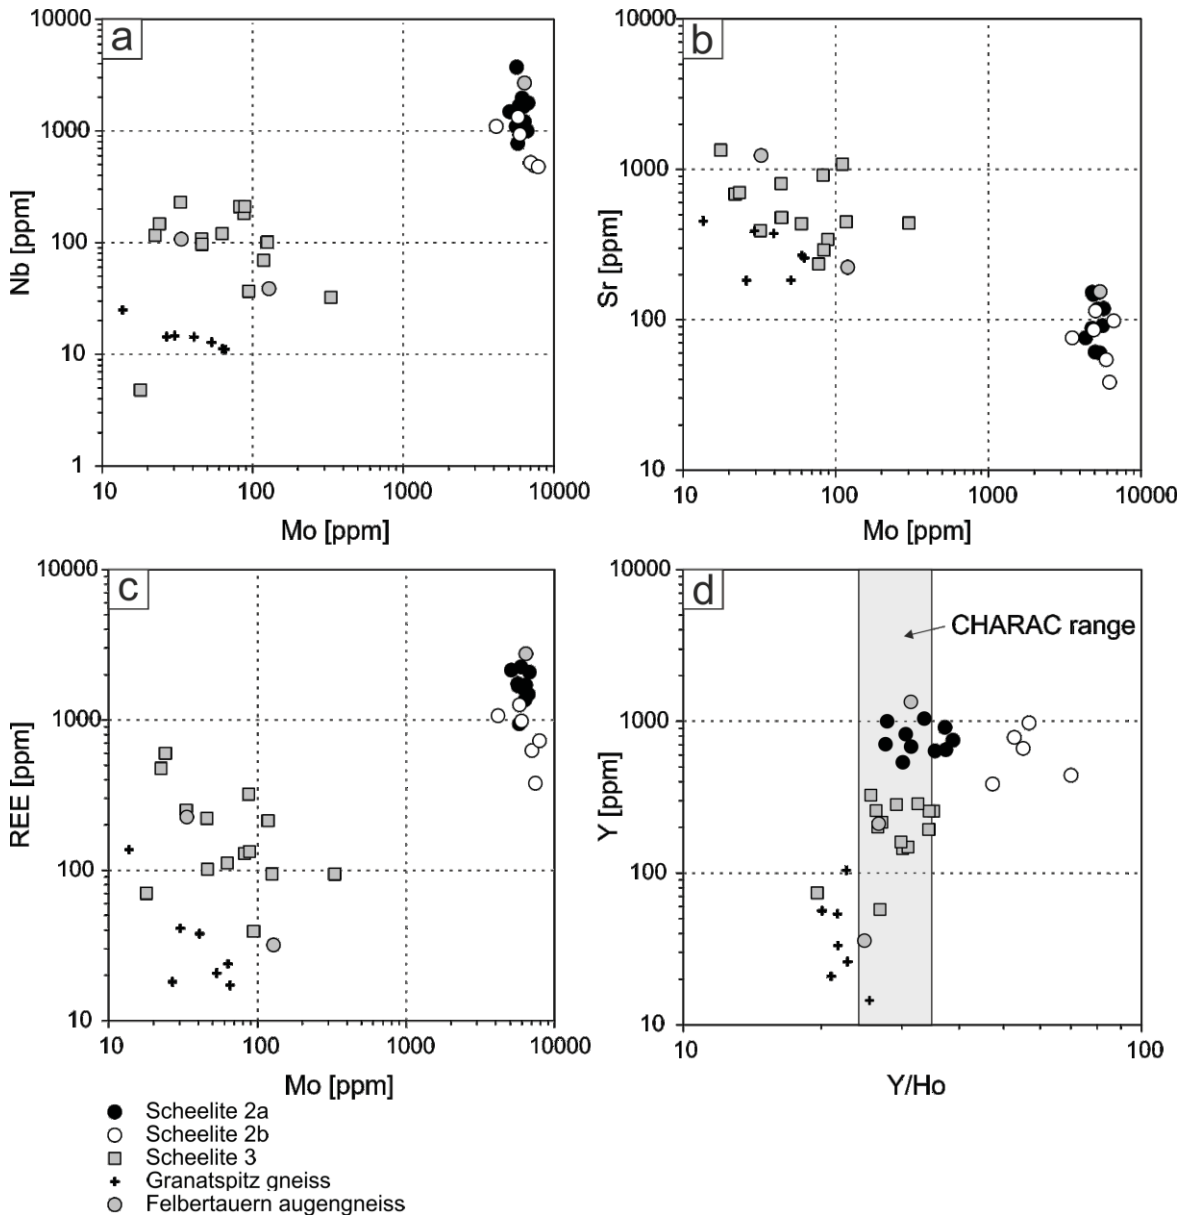 a
10000
1000
100
10
1
Nb [ppm]
10
100
1000
10000
Mo [ppm]
b
10000
1000
100
10
Sr [ppm]
10
100
1000
10000
Mo [ppm]
c
10000
1000
100
10
REE [ppm]
10
100
1000
10000
Mo [ppm]
d
CHARAC range
10000
1000
100
10
Y [ppm]
10
100
Y/Ho
Scheelite 2a
Scheelite 2b
Scheelite 3
Granatspitz gneiss
Felbertauern augengneiss